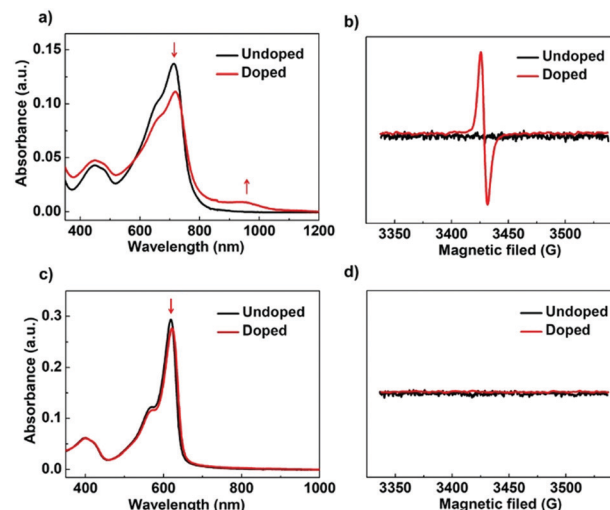 a)
0.15
0.10
0.05
0.00
Absorbance (a.u.)
Undoped
Doped
400 600 800 1000 1200
Wavelength (nm)
b)
Intensity (a.u.)
Undoped
Doped
3350 3400 3450 3500
Magnetic filed (G)
c)
0.3
0.2
0.1
0.0
Absorbance (a.u.)
Undoped
Doped
400 600 800 1000
Wavelength (nm)
d)
Intensity (a.u.)
Undoped
Doped
3350 3400 3450 3500
Magnetic filed (G)